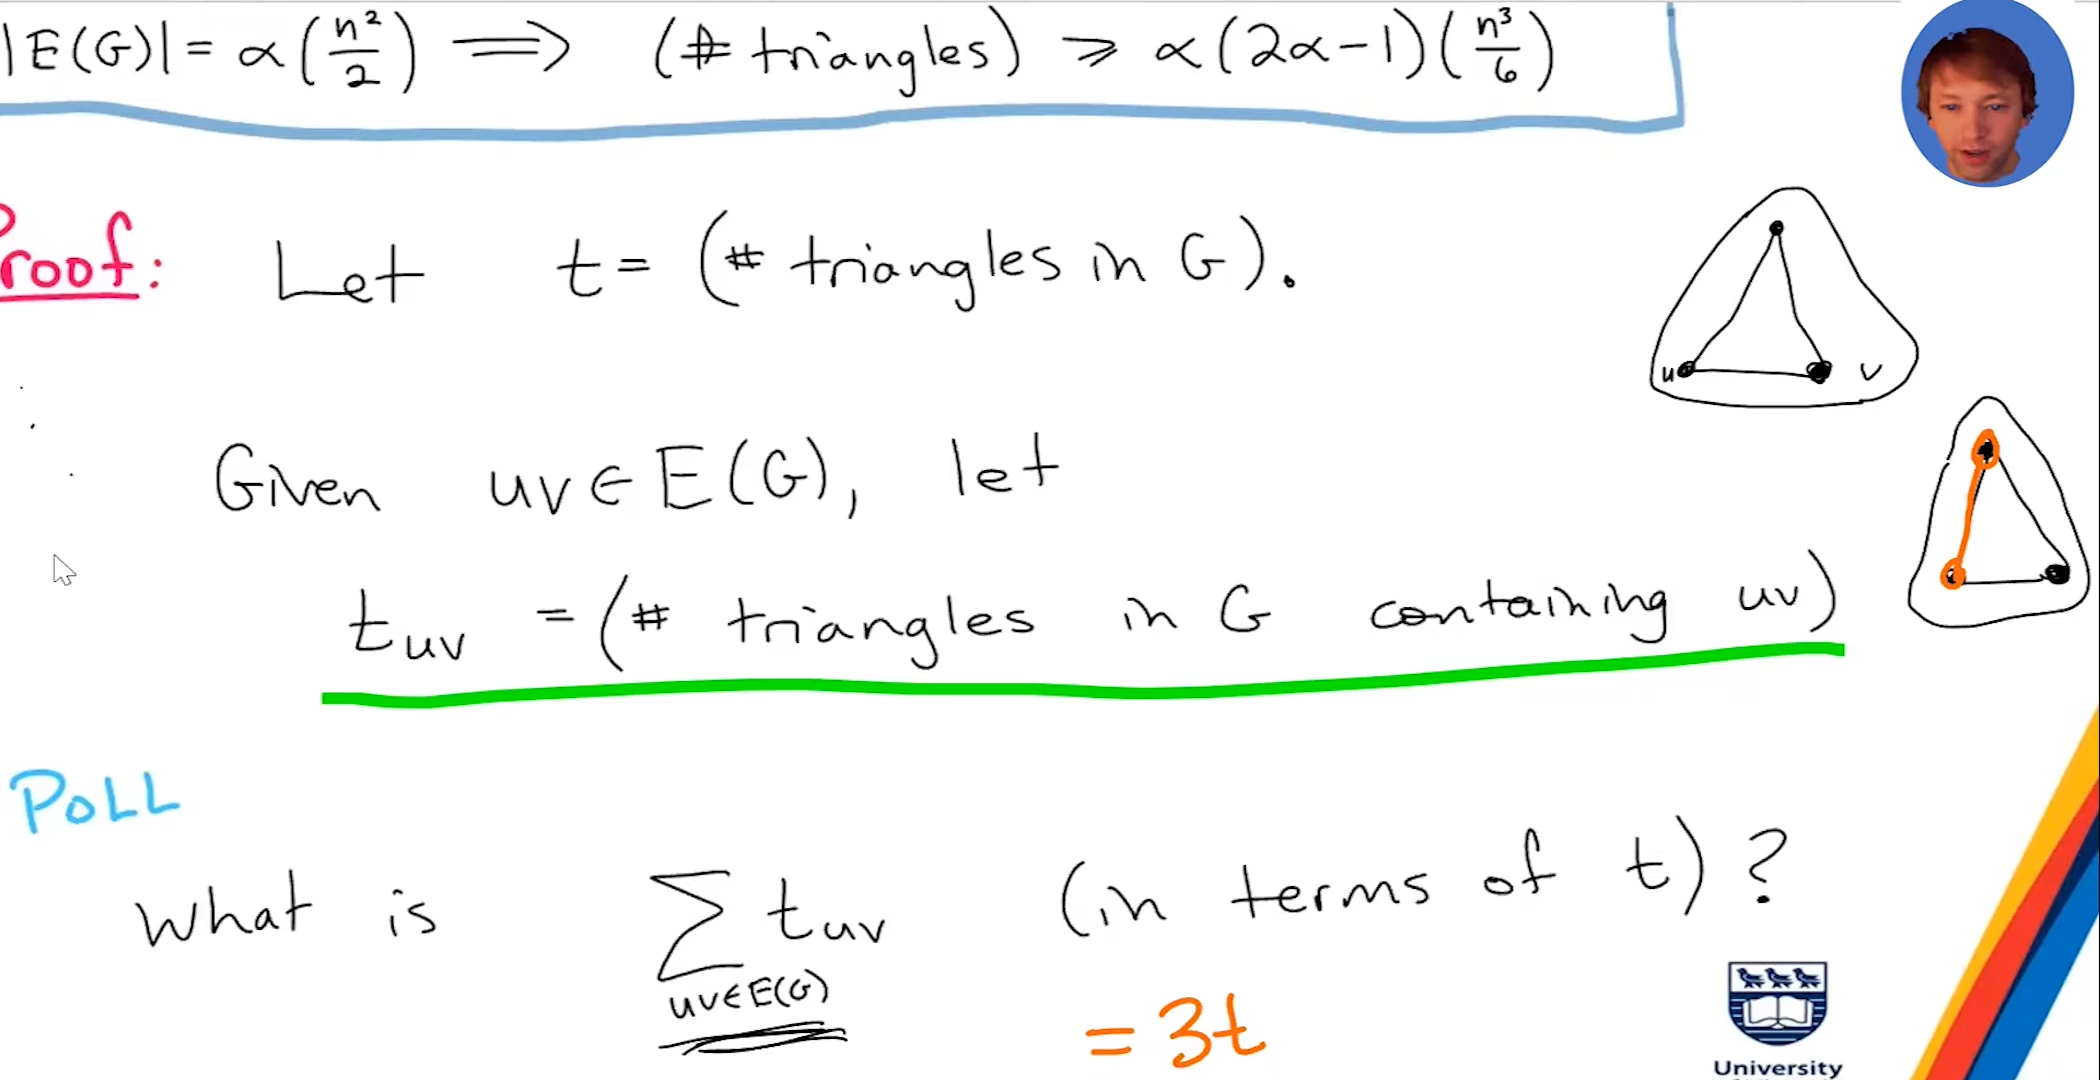 |E(G)| = α(n²/2) ⟹ (# triangles) ⩾ α(2α-1)(n³/6)
Proof: Let t = (# triangles in G).
u v
Given uv ∈ E(G), let
t_uv = (# triangles in G containing uv)
POLL
What is ∑ t_uv (in terms of t)?
uv∈E(G)
= 3t
University